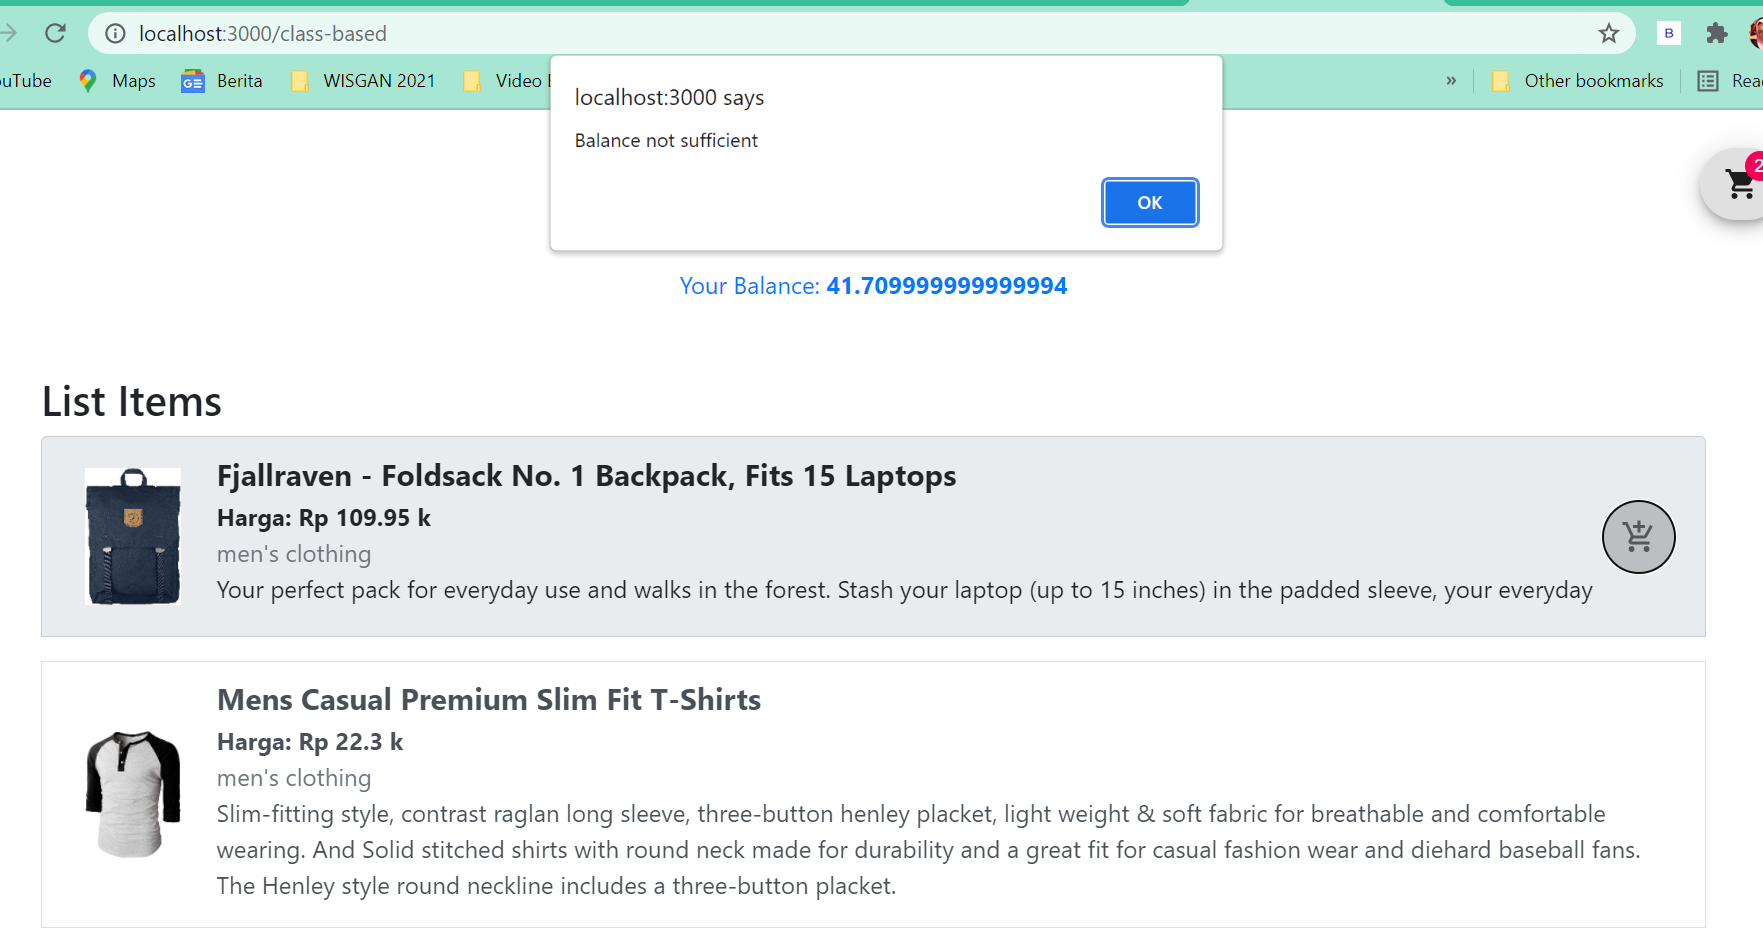 localhost:3000/class-based
B
Maps
Berita
WISGAN 2021
Video
»
Other bookmarks
localhost:3000 says
Balance not sufficient
OK
2
Your Balance: 41.709999999999994
List Items
Fjallraven - Foldsack No. 1 Backpack, Fits 15 Laptops
Harga: Rp 109.95 k
men's clothing
Your perfect pack for everyday use and walks in the forest. Stash your laptop (up to 15 inches) in the padded sleeve, your everyday
Mens Casual Premium Slim Fit T-Shirts
Harga: Rp 22.3 k
men's clothing
Slim-fitting style, contrast raglan long sleeve, three-button henley placket, light weight & soft fabric for breathable and comfortable
wearing. And Solid stitched shirts with round neck made for durability and a great fit for casual fashion wear and diehard baseball fans.
The Henley style round neckline includes a three-button placket.